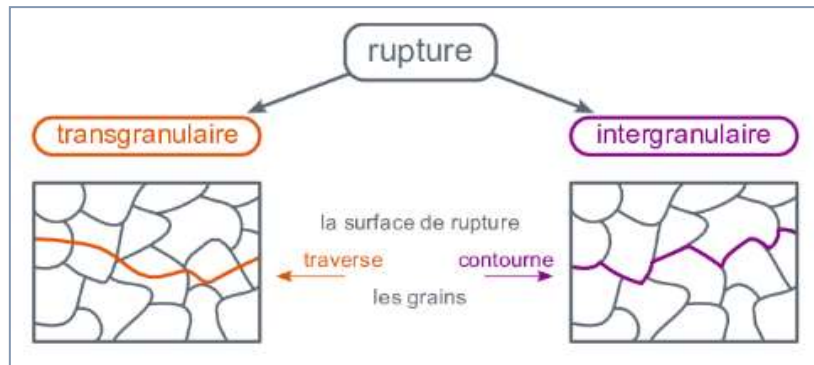 rupture
transgranulaire
intergranulaire
la surface de rupture
traverse
contourne
les grains